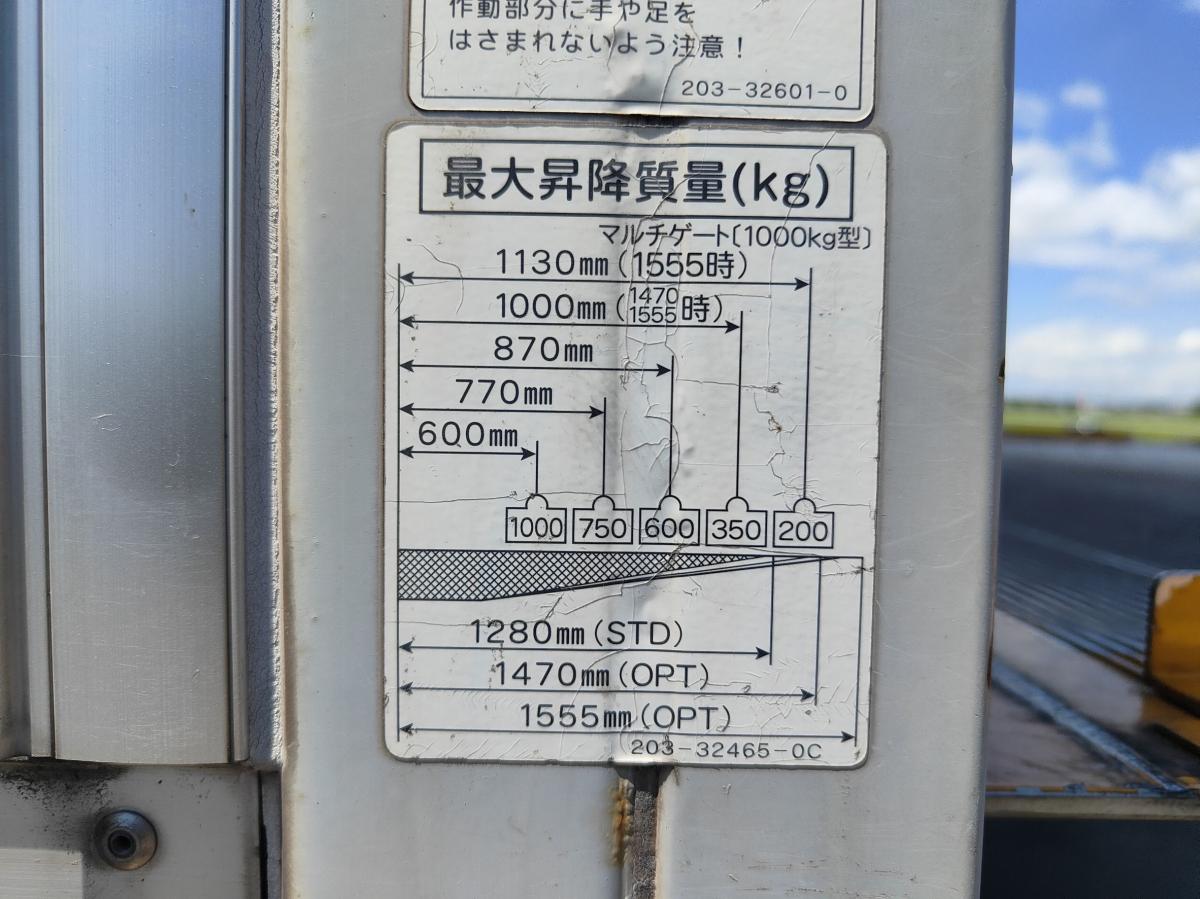 作動部分に手や足を
はさまれないよう注意！
203-32601-0
最大昇降質量(kg)
マルチゲート〔1000kg型〕
1130㎜(1555時)
1000㎜(1470 1555時)
870㎜
770㎜
600㎜
1000 750 600 350 200
1280㎜(STD)
1470㎜(OPT)
1555㎜(OPT)
203-32465-0C